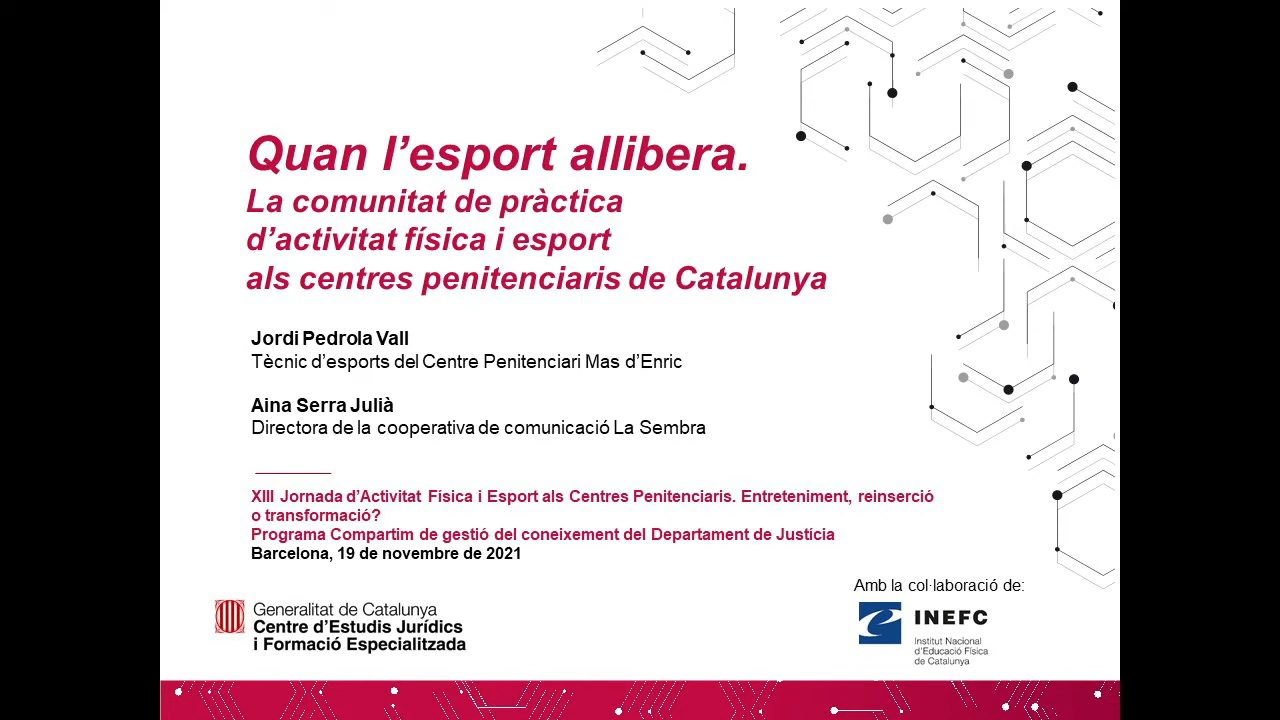 Quan l’esport allibera.
La comunitat de pràctica
d’activitat física i esport
als centres penitenciaris de Catalunya
Jordi Pedrola Vall
Tècnic d’esports del Centre Penitenciari Mas d’Enric
Aina Serra Julià
Directora de la cooperativa de comunicació La Sembra
XIII Jornada d’Activitat Física i Esport als Centres Penitenciaris. Entreteniment, reinserció
o transformació?
Programa Compartim de gestió del coneixement del Departament de Justícia
Barcelona, 19 de novembre de 2021
Amb la col·laboració de:
Generalitat de Catalunya
Centre d’Estudis Jurídics
i Formació Especialitzada
INEFC
Institut Nacional
d’Educació Física
de Catalunya